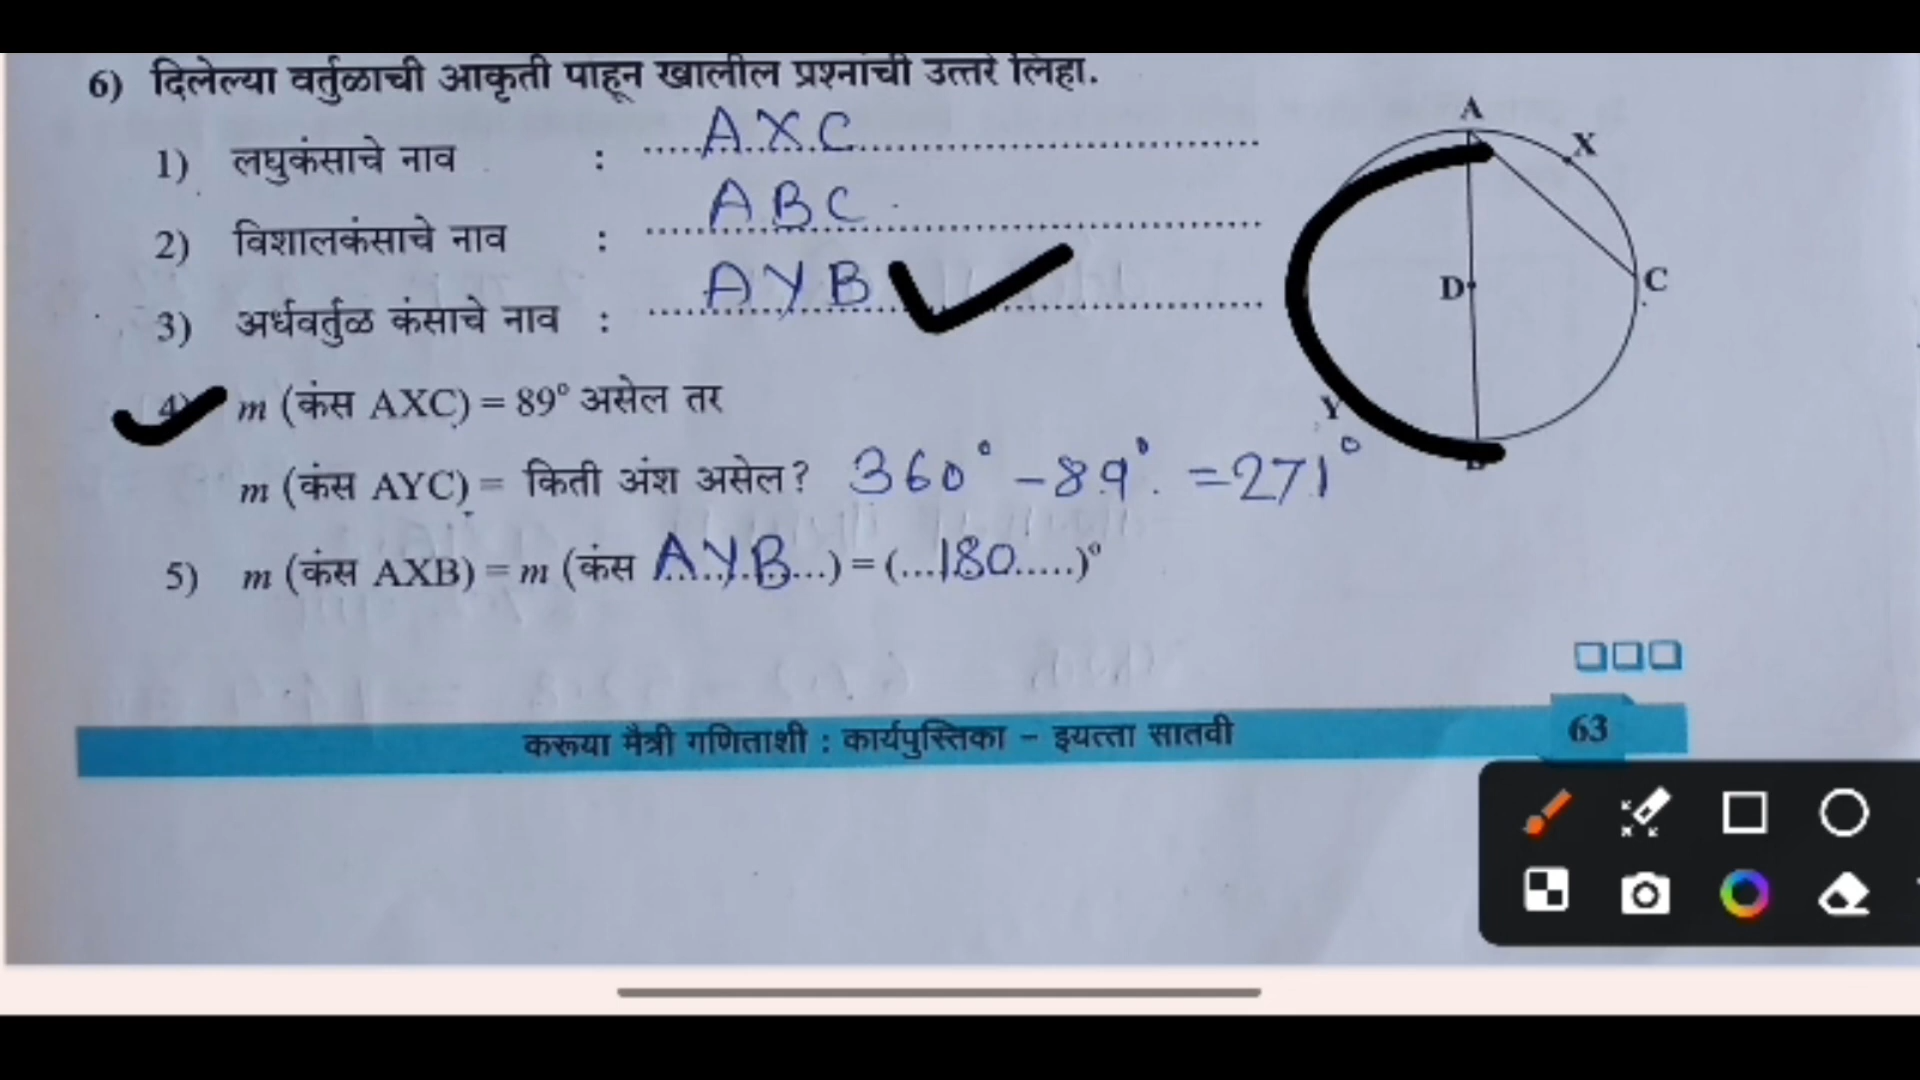 6) दिलेल्या वर्तुळाची आकृती पाहून खालील प्रश्नांची उत्तरे लिहा.
1) लघुकंसाचे नाव : AXC
2) विशालकंसाचे नाव : ABC
3) अर्धवर्तुळ कंसाचे नाव : AYB
4) m (कंस AXC) = 89° असेल तर
m (कंस AYC) = किती अंश असेल? 360° - 89° = 271°
5) m (कंस AXB) = m (कंस AYB) = (...180.....)°
A
X
D
C
Y
B
करूया मैत्री गणिताशी : कार्यपुस्तिका - इयत्ता सातवी
63